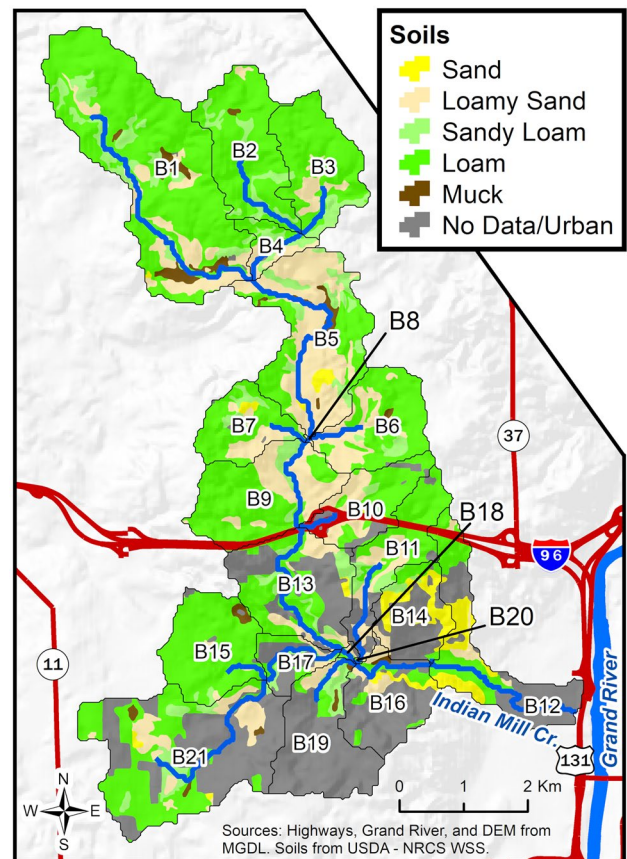 Soils
Sand
Loamy Sand
Sandy Loam
Loam
Muck
No Data/Urban
B1
B2
B3
B4
B5
B8
B7
B6
37
B9
B10
B18
B11
96
B13
B14
B20
B15
B17
11
B16
B12
Indian Mill Cr.
Grand River
B21
B19
131
N
W E
S
0 1 2 Km
Sources: Highways, Grand River, and DEM from
MGDL. Soils from USDA - NRCS WSS.